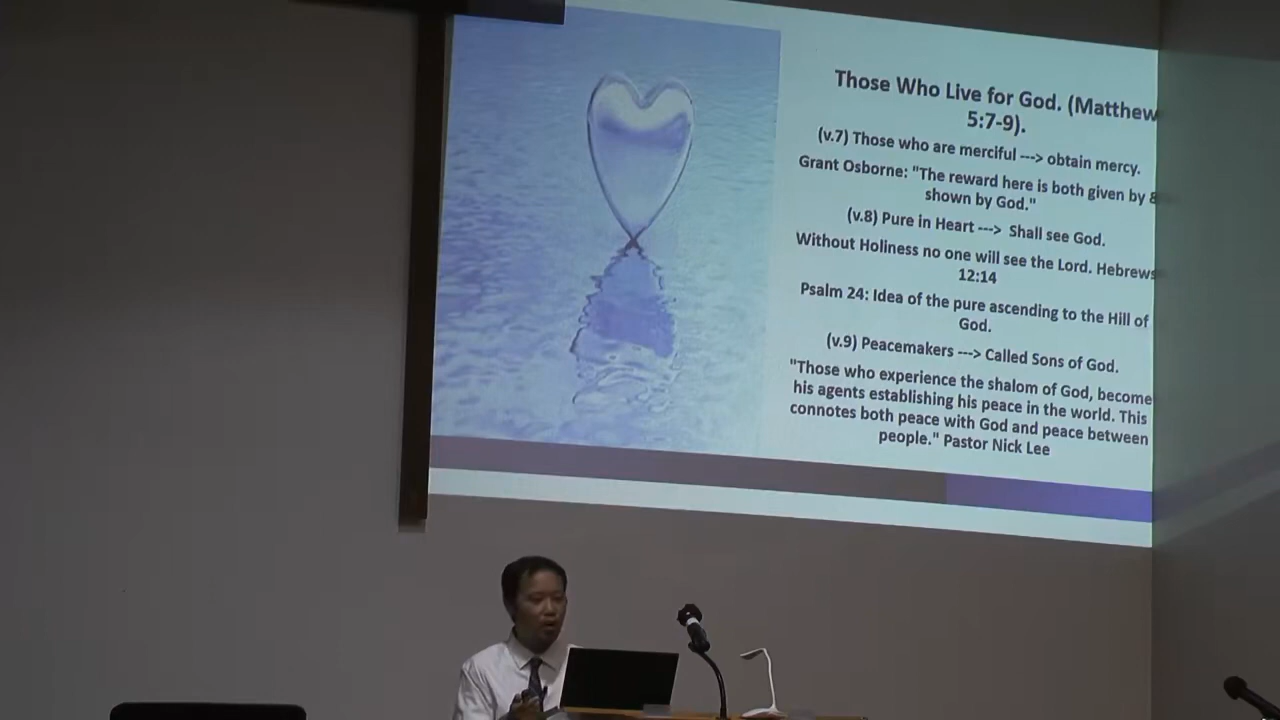 Those Who Live for God. (Matthew
5:7-9).
(v.7) Those who are merciful ---> obtain mercy.
Grant Osborne: "The reward here is both given by &
shown by God."
(v.8) Pure in Heart ---> Shall see God.
Without Holiness no one will see the Lord. Hebrews
12:14
Psalm 24: Idea of the pure ascending to the Hill of
God.
(v.9) Peacemakers ---> Called Sons of God.
"Those who experience the shalom of God, become
his agents establishing his peace in the world. This
connotes both peace with God and peace between
people." Pastor Nick Lee